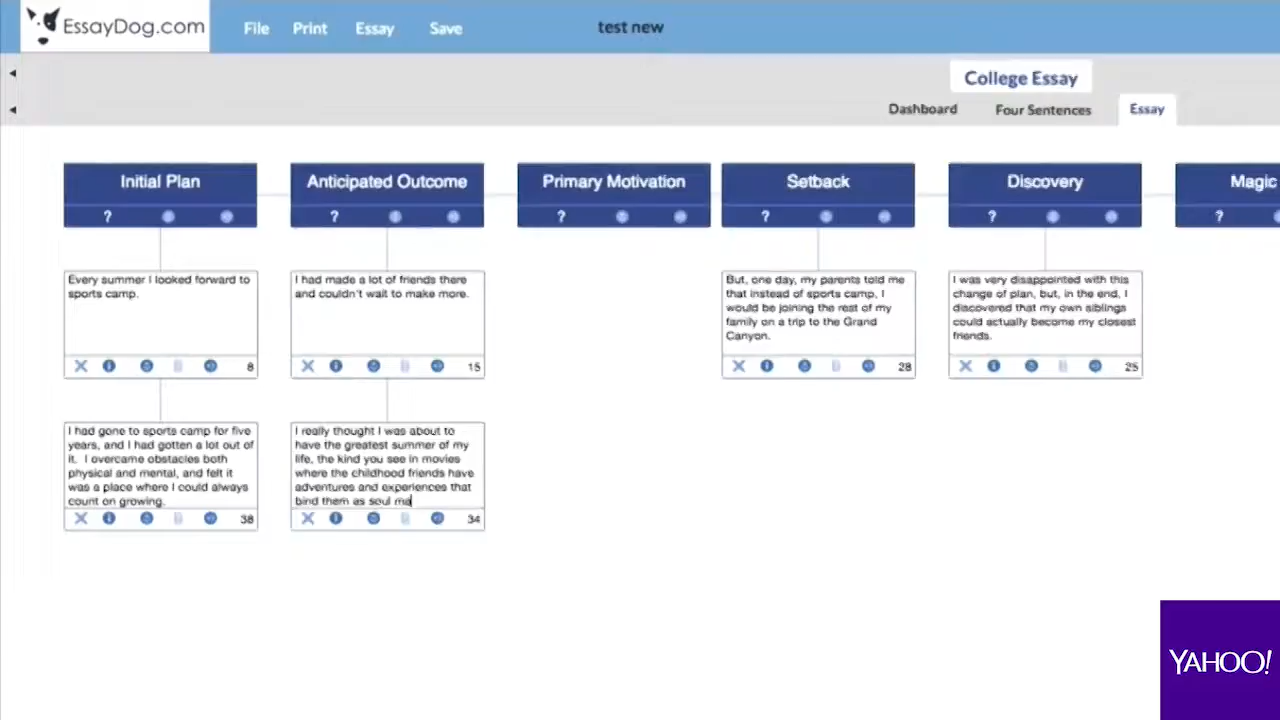 EssayDog.com
File Print Essay Save test new
College Essay
Dashboard Four Sentences Essay
Initial Plan
?
Anticipated Outcome
?
Primary Motivation
?
Setback
?
Discovery
?
Magic
?
Every summer I looked forward to
sports camp.
8
I had made a lot of friends there
and couldn't wait to make more.
15
But, one day, my parents told me
that instead of sports camp, I
would be joining the rest of my
family on a trip to the Grand
Canyon.
28
I was very disappointed with this
change of plan, but, in the end, I
discovered that my own siblings
could actually become my closest
friends.
25
I had gone to sports camp for five
years, and I had gotten a lot out of
it. I overcame obstacles both
physical and mental, and felt it
was a place where I could always
count on growing.
38
I really thought I was about to
have the greatest summer of my
life, the kind you see in movies
where the childhood friends have
adventures and experiences that
bind them as soul ma
34
YAHOO!